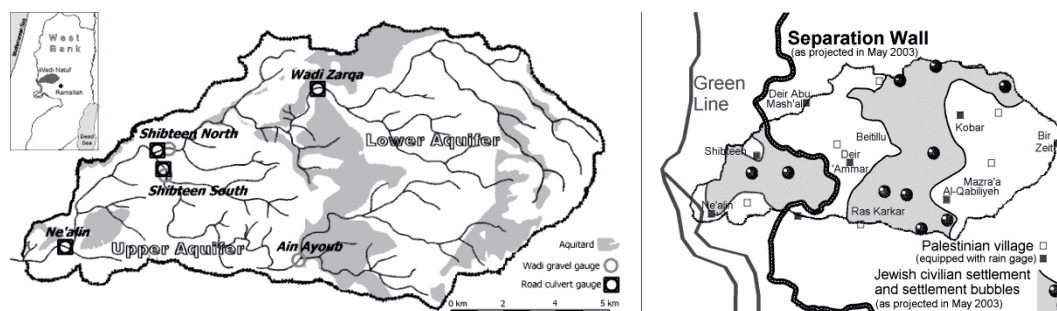 Mediterranean Sea
West
Bank
Wadi Natuf
Ramallah
Dead
Sea
Wadi Zarqa
Shibteen North
Lower Aquifer
Shibteen South
Ne'alin
Upper Aquifer
Ain Ayoub
Aquitard
Wadi gravel gauge
Road culvert gauge
0 km 2 4 5 km
Separation Wall
(as projected in May 2003)
Green
Line
Deir Abu
Mash'al
Beitillu
Kobar
Bir
Zeit
Shibteen
Deir
'Ammar
Mazra'a
Al-Qabiliyeh
Ne'alin
Ras Karkar
Palestinian village
(equipped with rain gage)
Jewish civilian settlement
and settlement bubbles
(as projected in May 2003)